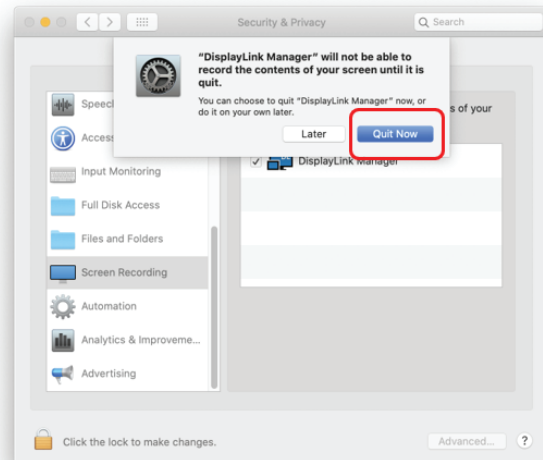 Security & Privacy
Search
"DisplayLink Manager" will not be able to
record the contents of your screen until it is
quit.
You can choose to quit "DisplayLink Manager" now, or
do it on your own later.
Later
Quit Now
s of your
Speech
Access
Input Monitoring
Full Disk Access
Files and Folders
Screen Recording
Automation
Analytics & Improveme...
Advertising
DisplayLink Manager
Click the lock to make changes.
Advanced...
?